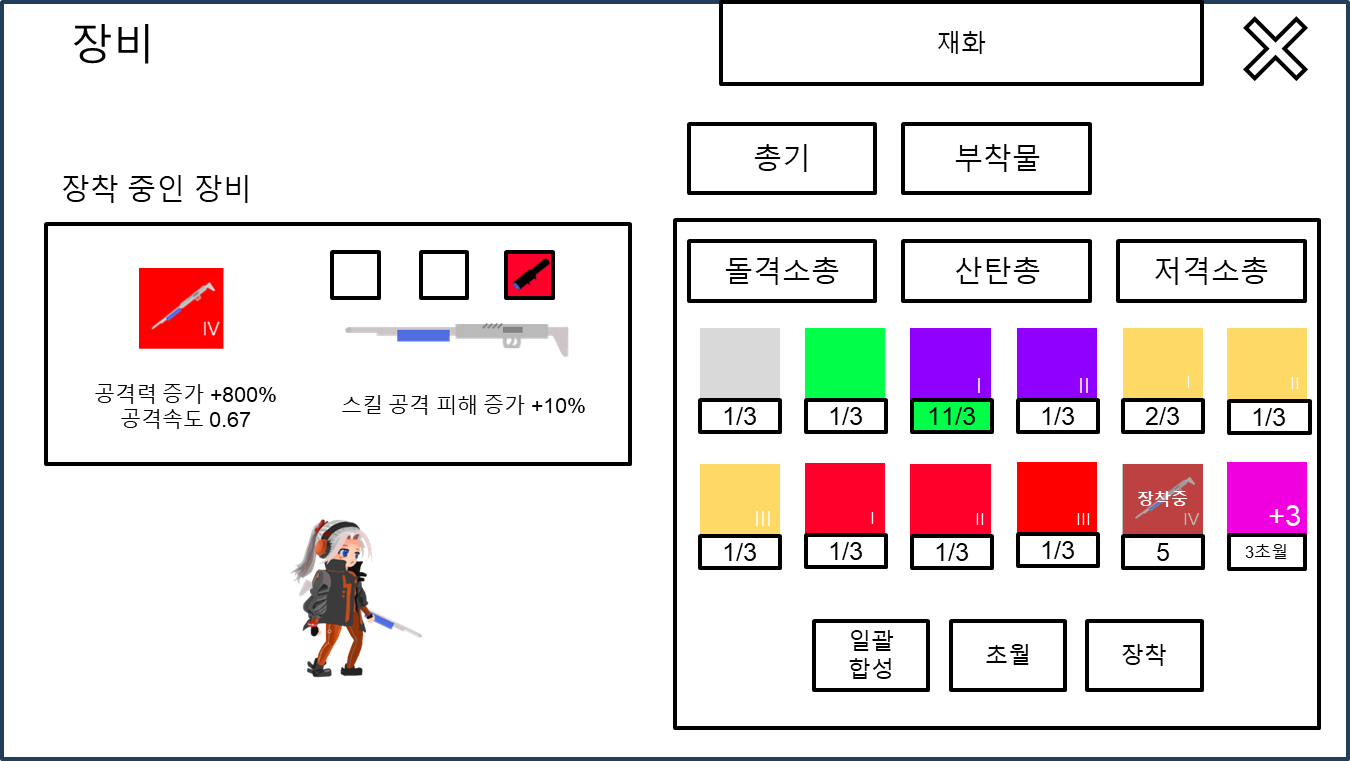 장비
재화
총기
부착물
장착 중인 장비
IV
공격력 증가 +800%
공격속도 0.67
스킬 공격 피해 증가 +10%
돌격소총
산탄총
저격소총
I
II
I
II
1/3
1/3
11/3
1/3
2/3
1/3
III
I
II
III
장착중
IV
+3
1/3
1/3
1/3
1/3
5
3초월
일괄
합성
초월
장착